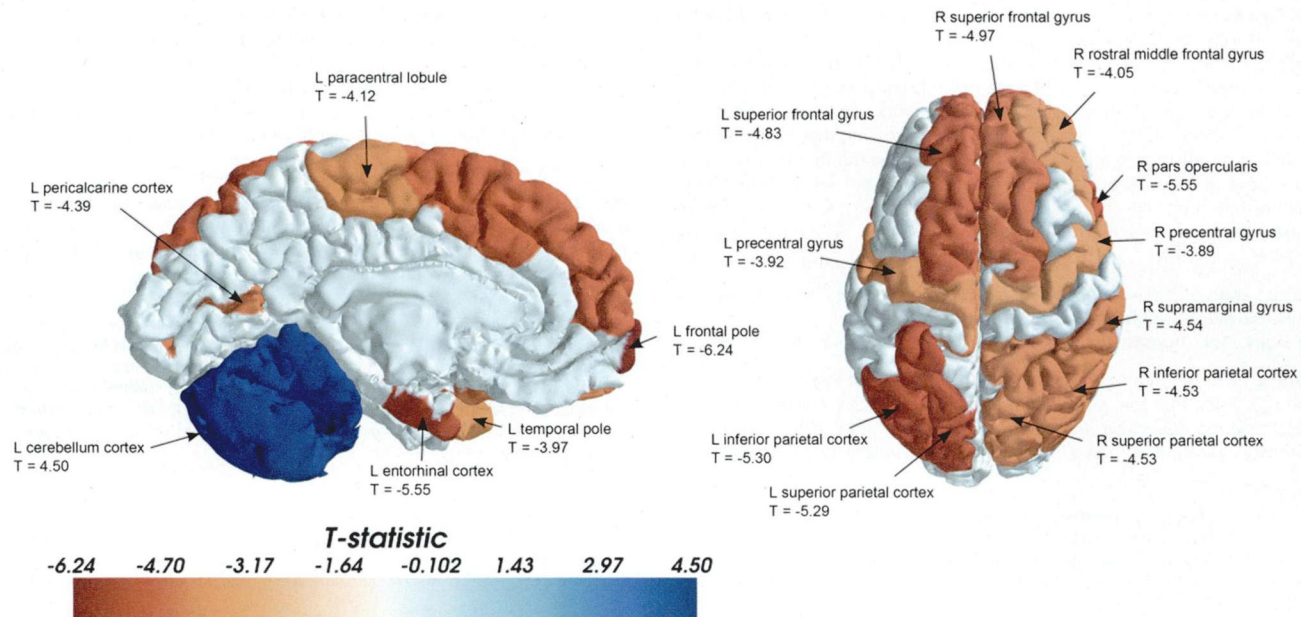 R superior frontal gyrus
T = -4.97
R rostral middle frontal gyrus
T = -4.05
L paracentral lobule
T = -4.12
L superior frontal gyrus
T = -4.83
R pars opercularis
T = -5.55
L pericalcarine cortex
T = -4.39
L precentral gyrus
T = -3.92
R precentral gyrus
T = -3.89
R supramarginal gyrus
T = -4.54
L frontal pole
T = -6.24
R inferior parietal cortex
T = -4.53
L cerebellum cortex
T = 4.50
L temporal pole
T = -3.97
L entorhinal cortex
T = -5.55
L inferior parietal cortex
T = -5.30
R superior parietal cortex
T = -4.53
L superior parietal cortex
T = -5.29
T-statistic
-6.24 -4.70 -3.17 -1.64 -0.102 1.43 2.97 4.50